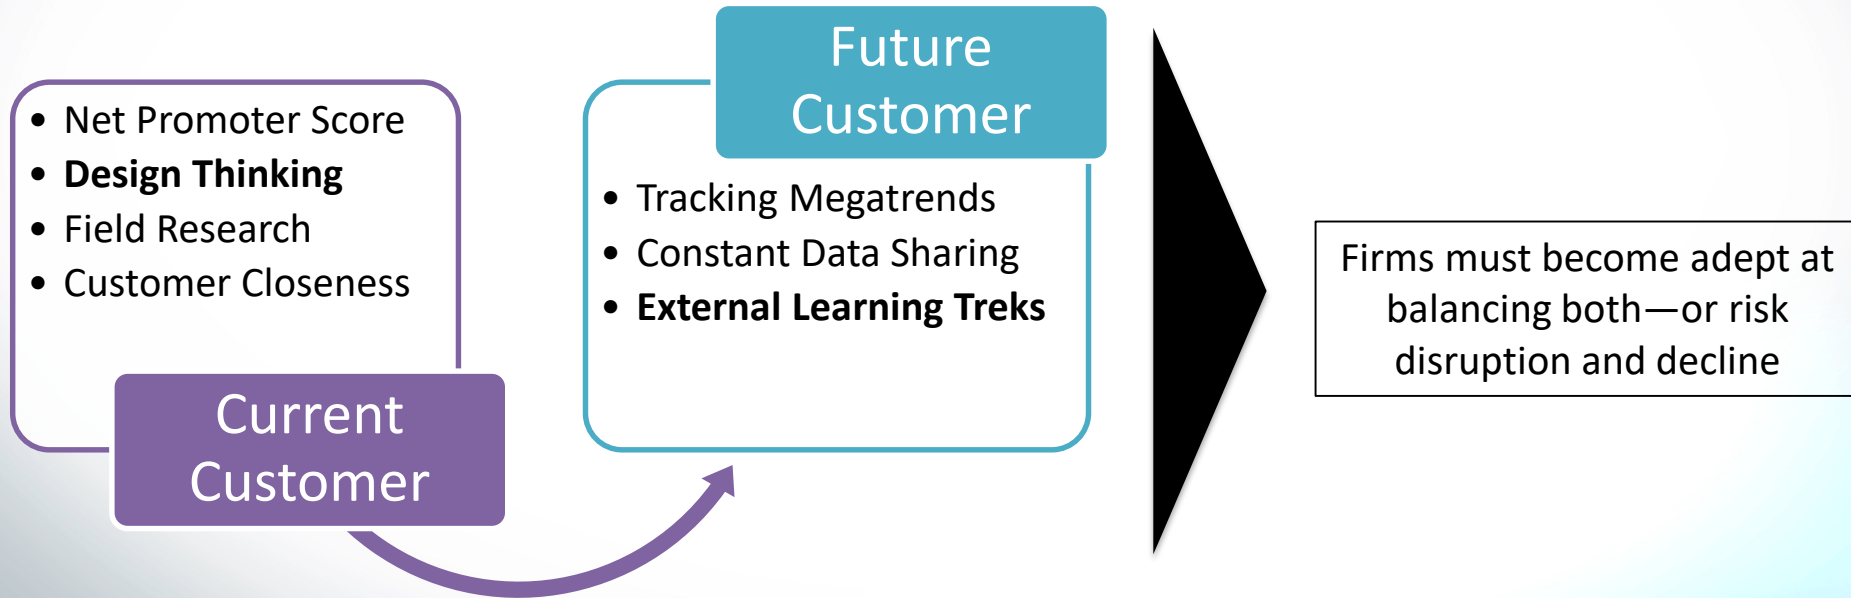 • Net Promoter Score
• Design Thinking
• Field Research
• Customer Closeness
Current
Customer
Future
Customer
• Tracking Megatrends
• Constant Data Sharing
• External Learning Treks
Firms must become adept at
balancing both—or risk
disruption and decline